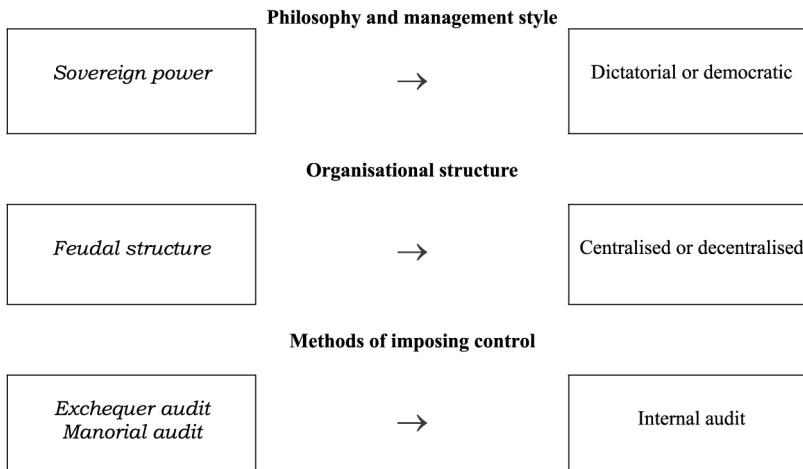 Philosophy and management style
Sovereign power → Dictatorial or democratic
Organisational structure
Feudal structure → Centralised or decentralised
Methods of imposing control
Exchequer audit
Manorial audit → Internal audit